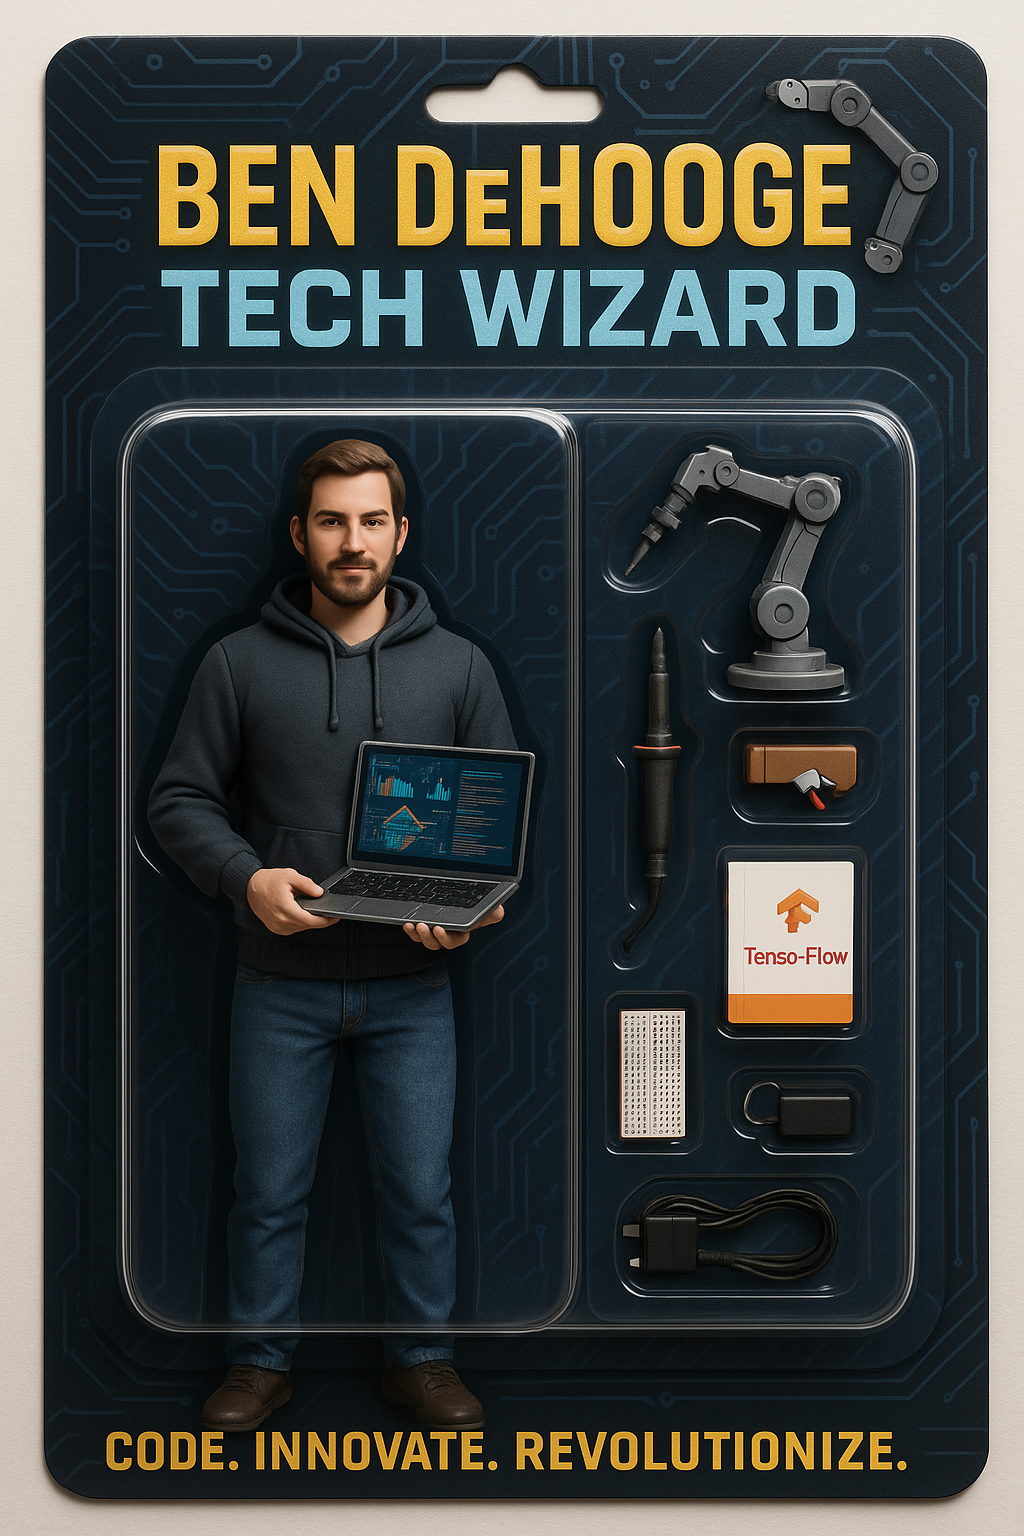 BEN DEHOOGE
TECH WIZARD
Tenso-Flow
CODE. INNOVATE. REVOLUTIONIZE.